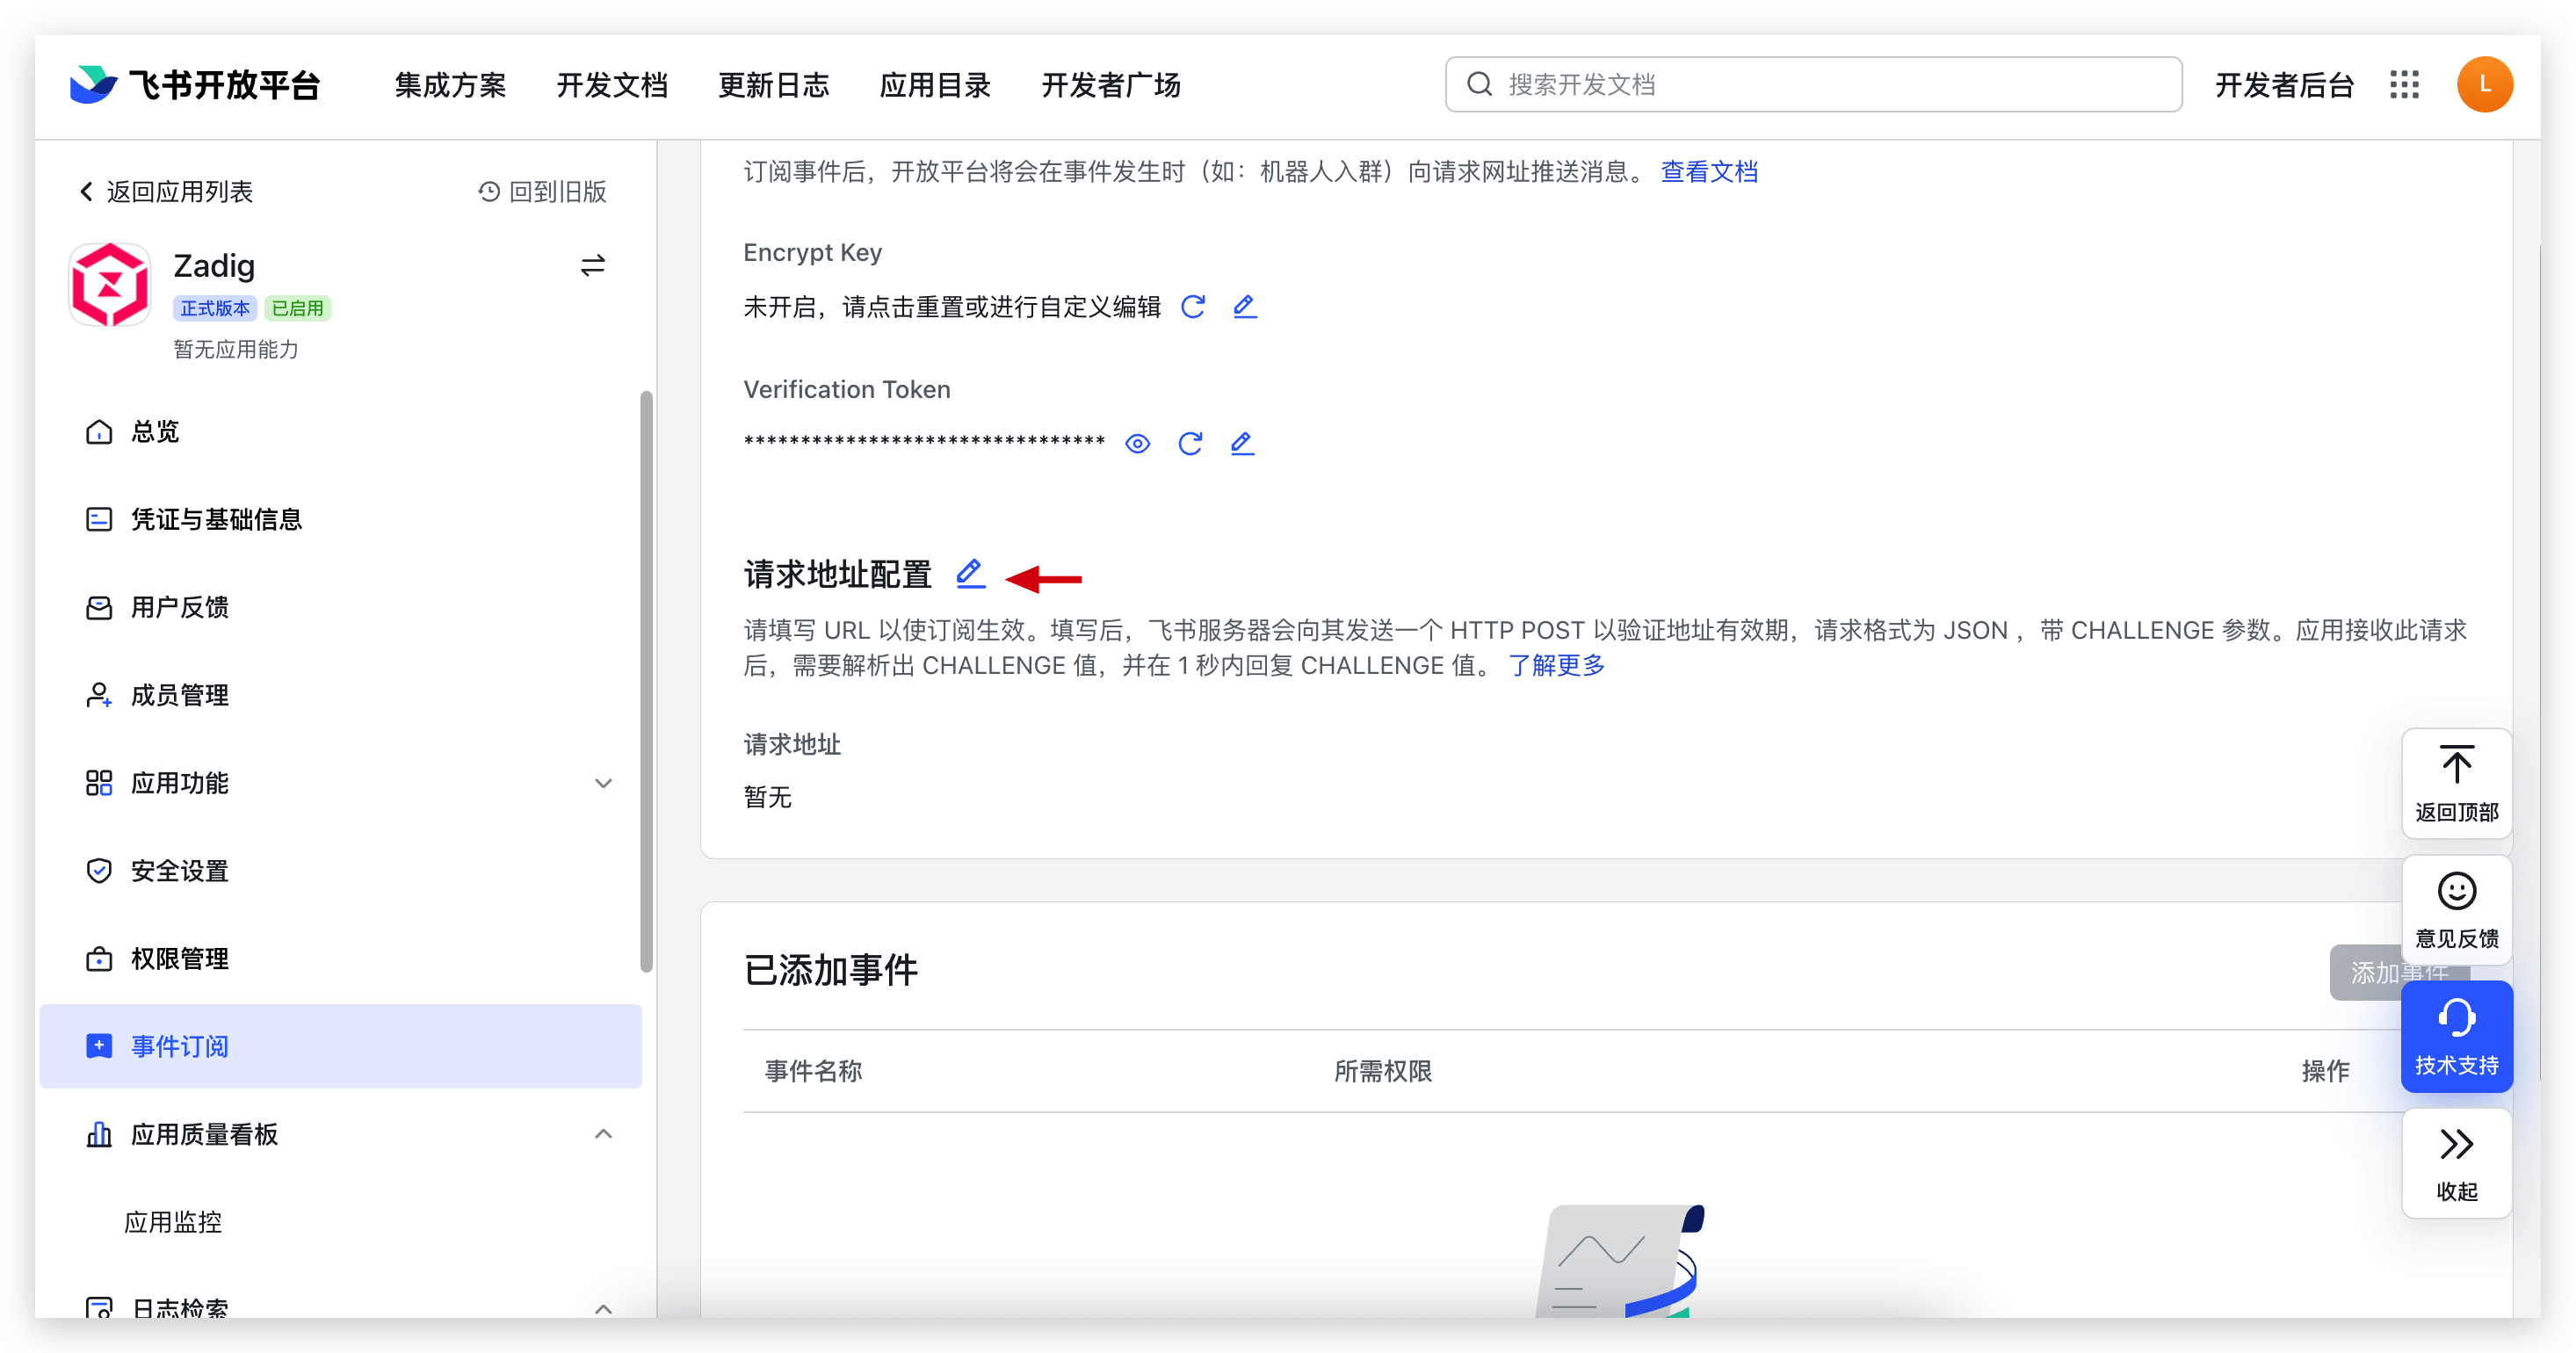 飞书开放平台
集成方案
开发文档
更新日志
应用目录
开发者广场
搜索开发文档
开发者后台
L
返回应用列表
回到旧版
Zadig
正式版本
已启用
暂无应用能力
总览
凭证与基础信息
用户反馈
成员管理
应用功能
安全设置
权限管理
事件订阅
应用质量看板
应用监控
日志检索
订阅事件后，开放平台将会在事件发生时（如：机器人入群）向请求网址推送消息。 查看文档
Encrypt Key
未开启，请点击重置或进行自定义编辑
Verification Token
********************************
请求地址配置
请填写 URL 以使订阅生效。填写后，飞书服务器会向其发送一个 HTTP POST 以验证地址有效期，请求格式为 JSON ，带 CHALLENGE 参数。应用接收此请求
后，需要解析出 CHALLENGE 值，并在 1 秒内回复 CHALLENGE 值。 了解更多
请求地址
暂无
已添加事件
添加事件
事件名称
所需权限
操作
返回顶部
意见反馈
技术支持
收起